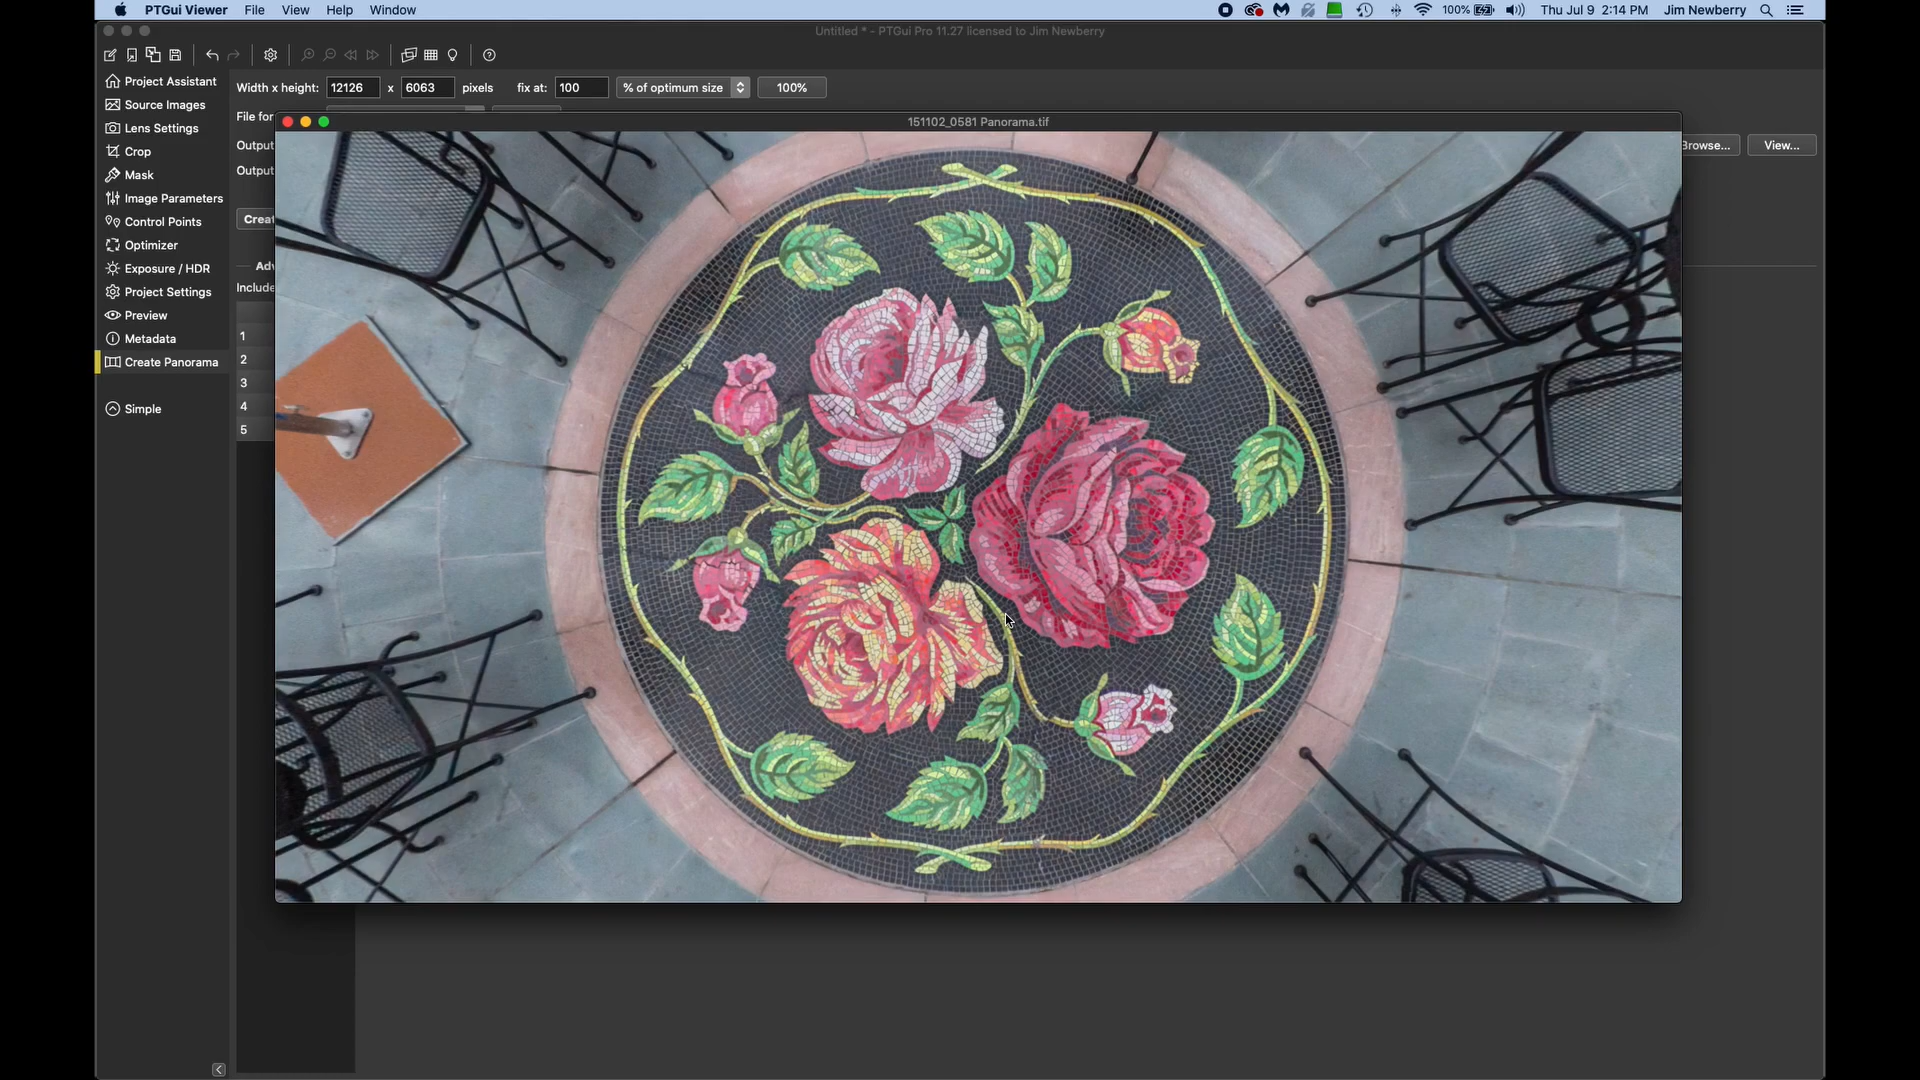 PTGui Viewer File View Help Window 100% Thu Jul 9 2:14 PM Jim Newberry
Untitled * - PTGui Pro 11.27 licensed to Jim Newberry
Project Assistant
Source Images
Lens Settings
Crop
Mask
Image Parameters
Control Points
Optimizer
Exposure / HDR
Project Settings
Preview
Metadata
Create Panorama
Simple
Width x height: 12126 x 6063 pixels fix at: 100 % of optimum size 100%
File for
151102_0581 Panorama.tif
Output
Browse... View...
Output
Creat
Adv
Include
1
2
3
4
5